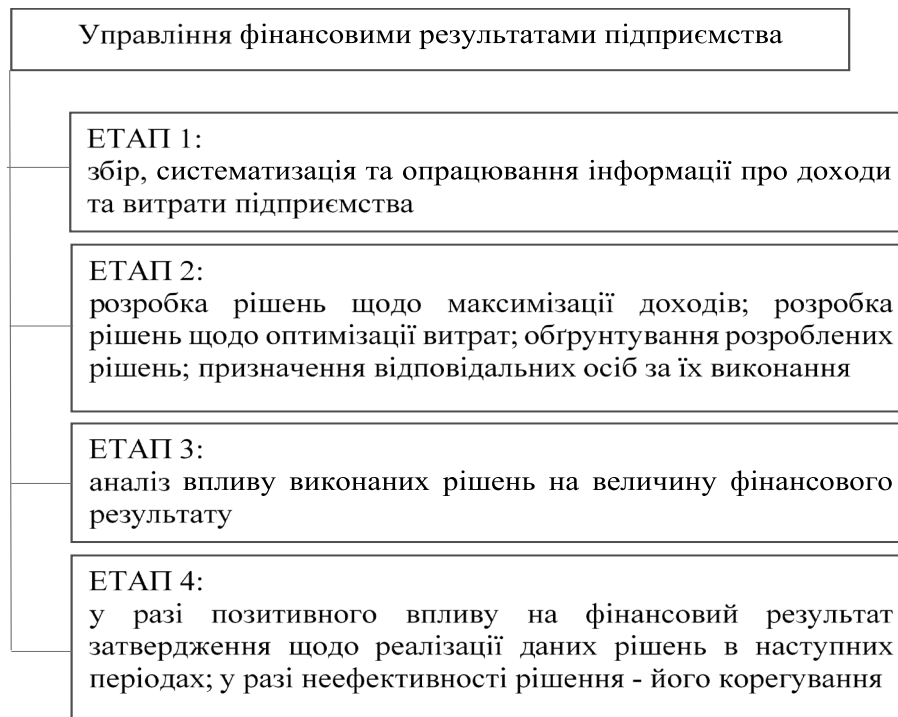 Управління фінансовими результатами підприємства
ЕТАП 1:
збір, систематизація та опрацювання інформації про доходи
та витрати підприємства
ЕТАП 2:
розробка рішень щодо максимізації доходів; розробка
рішень щодо оптимізації витрат; обґрунтування розроблених
рішень; призначення відповідальних осіб за їх виконання
ЕТАП 3:
аналіз впливу виконаних рішень на величину фінансового
результату
ЕТАП 4:
у разі позитивного впливу на фінансовий результат
затвердження щодо реалізації даних рішень в наступних
періодах; у разі неефективності рішення - його корегування